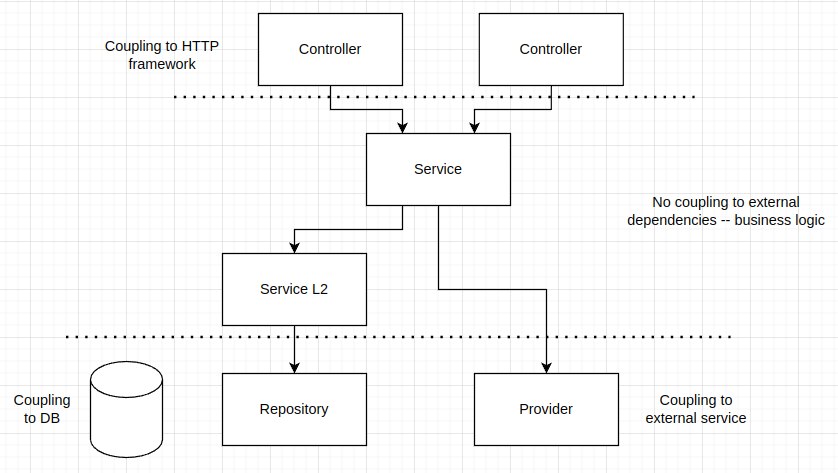 Coupling to HTTP
framework
Controller
Controller
Service
No coupling to external
dependencies -- business logic
Service L2
Coupling
to DB
Repository
Provider
Coupling to
external service